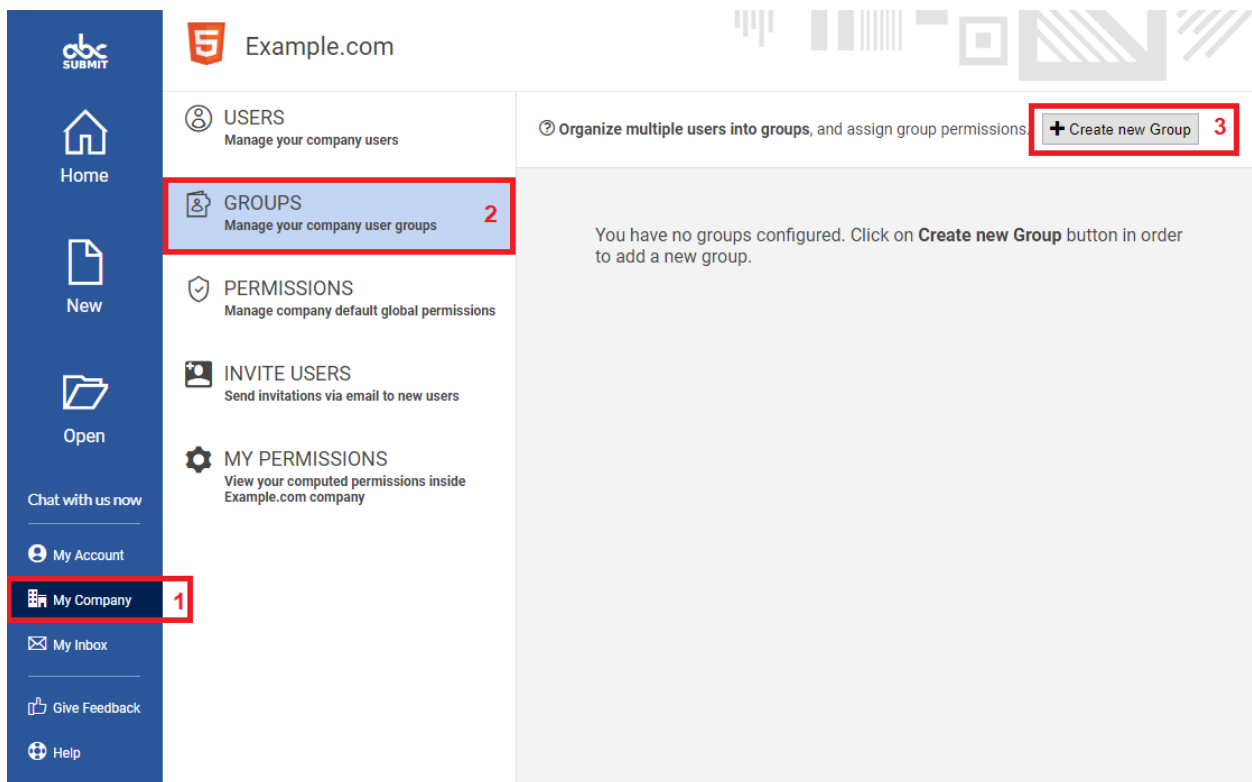 abc
SUBMIT
Home
New
Open
Chat with us now
My Account
My Company
1
My Inbox
Give Feedback
Help
5
Example.com
USERS
Manage your company users
GROUPS
Manage your company user groups
2
PERMISSIONS
Manage company default global permissions
INVITE USERS
Send invitations via email to new users
MY PERMISSIONS
View your computed permissions inside
Example.com company
? Organize multiple users into groups, and assign group permissions.
+ Create new Group
3
You have no groups configured. Click on Create new Group button in order
to add a new group.